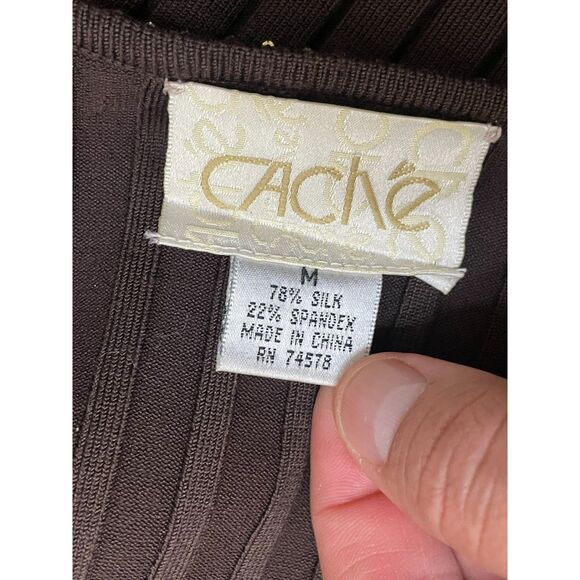 CAChé
M
78% SILK
22% SPANDEX
MADE IN CHINA
RN 74578